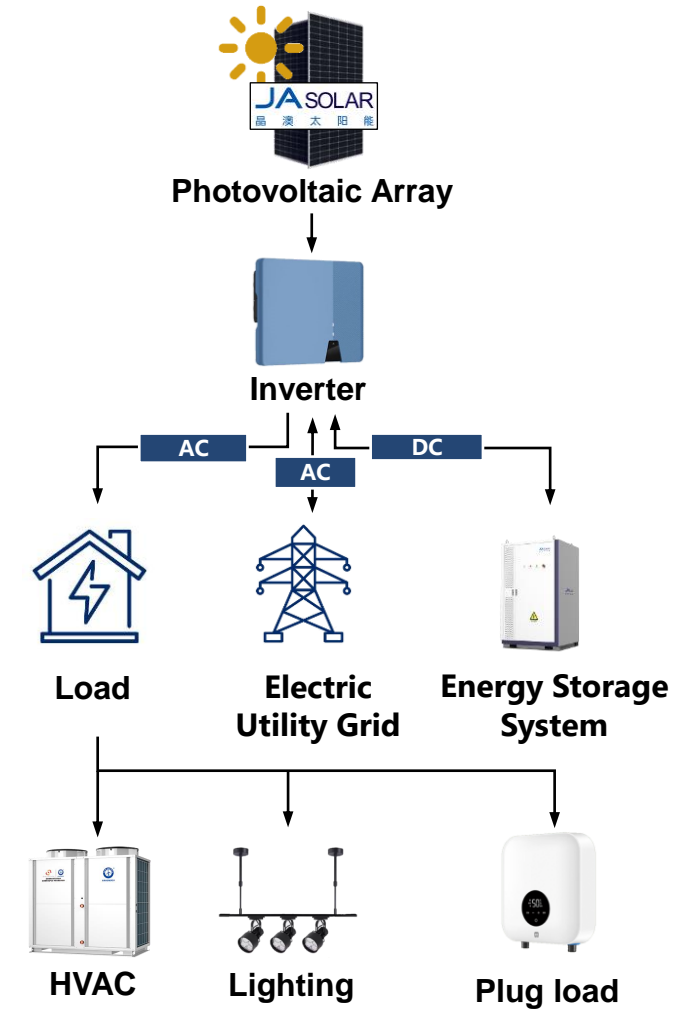 JA SOLAR
晶 澳 太 阳 能
Photovoltaic Array
Inverter
AC
AC
DC
Load
Electric
Utility Grid
Energy Storage
System
50
HVAC
Lighting
Plug load